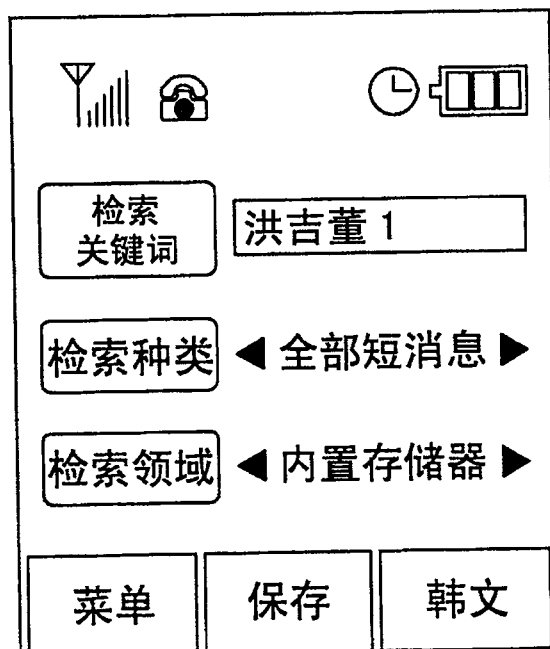 检索
关键词
洪吉董 1
检索种类
全部短消息
检索领域
内置存储器
菜单
保存
韩文